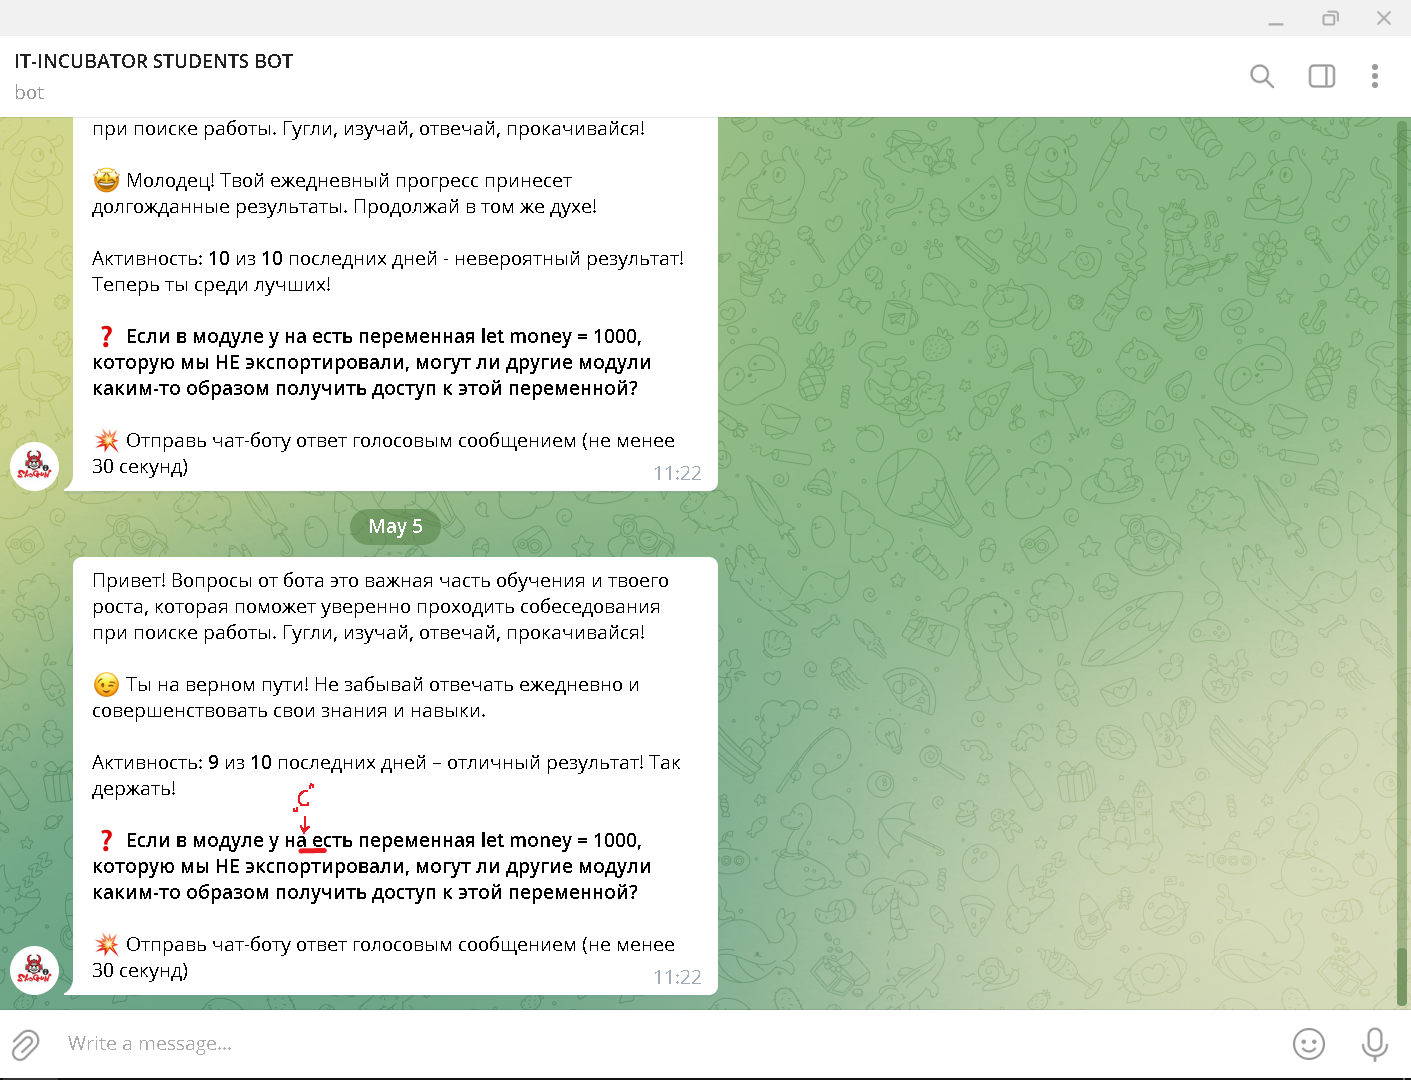 IT-INCUBATOR STUDENTS BOT
bot
при поиске работы. Гугли, изучай, отвечай, прокачивайся!
🤩 Молодец! Твой ежедневный прогресс принесет
долгожданные результаты. Продолжай в том же духе!
Активность: 10 из 10 последних дней - невероятный результат!
Теперь ты среди лучших!
❓ Если в модуле у на есть переменная let money = 1000,
которую мы НЕ экспортировали, могут ли другие модули
каким-то образом получить доступ к этой переменной?
💥 Отправь чат-боту ответ голосовым сообщением (не менее
30 секунд)
11:22
May 5
Привет! Вопросы от бота это важная часть обучения и твоего
роста, которая поможет уверенно проходить собеседования
при поиске работы. Гугли, изучай, отвечай, прокачивайся!
😉 Ты на верном пути! Не забывай отвечать ежедневно и
совершенствовать свои знания и навыки.
Активность: 9 из 10 последних дней – отличный результат! Так
держать!
"С"
❓ Если в модуле у на есть переменная let money = 1000,
которую мы НЕ экспортировали, могут ли другие модули
каким-то образом получить доступ к этой переменной?
💥 Отправь чат-боту ответ голосовым сообщением (не менее
30 секунд)
11:22
Write a message...